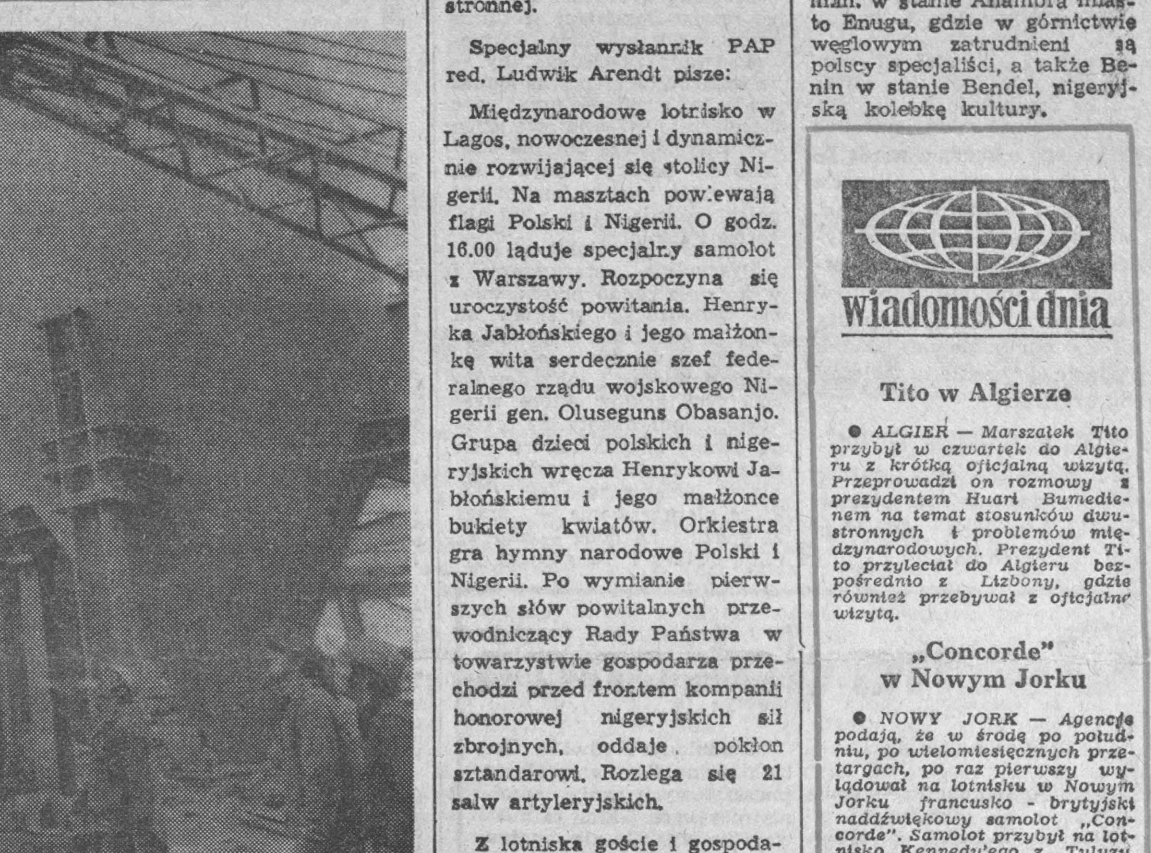 stronnej.
Specjalny wysłannik PAP
red. Ludwik Arendt pisze:
Międzynarodowe lotnisko w
Lagos, nowoczesnej i dynamicz-
nie rozwijającej się stolicy Ni-
gerii. Na masztach powiewają
flagi Polski i Nigerii. O godz.
16.00 ląduje specjalny samolot
z Warszawy. Rozpoczyna się
uroczystość powitania. Henry-
ka Jabłońskiego i jego małżon-
kę wita serdecznie szef fede-
ralnego rządu wojskowego Ni-
gerii gen. Oluseguns Obasanjo.
Grupa dzieci polskich i nige-
ryjskich wręcza Henrykowi Ja-
błońskiemu i jego małżonce
bukiety kwiatów. Orkiestra
gra hymny narodowe Polski i
Nigerii. Po wymianie pierw-
szych słów powitalnych prze-
wodniczący Rady Państwa w
towarzystwie gospodarza prze-
chodzi przed frontem kompanii
honorowej nigeryjskich sił
zbrojnych, oddaje pokłon
sztandarowi. Rozlega się 21
salw artyleryjskich.
Z lotniska goście i gospoda-
w stanie Anambra mias-
to Enugu, gdzie w górnictwie
węglowym zatrudnieni są
polscy specjaliści, a także Be-
nin w stanie Bendel, nigeryj-
ską kolebkę kultury.
wiadomości dnia
Tito w Algierze
● ALGIER — Marszałek Tito
przybył w czwartek do Algie-
ru z krótką oficjalną wizytą.
Przeprowadzi on rozmowy z
prezydentem Huari Bumedie-
nem na temat stosunków dwu-
stronnych i problemów mię-
dzynarodowych. Prezydent Ti-
to przyleciał do Algieru bez-
pośrednio z Lizbony, gdzie
również przebywał z oficjalną
wizytą.
„Concorde"
w Nowym Jorku
● NOWY JORK — Agencje
podają, że w środę po połud-
niu, po wielomiesięcznych prze-
targach, po raz pierwszy wy-
lądował na lotnisku w Nowym
Jorku francusko - brytyjski
naddźwiękowy samolot „Con-
corde". Samolot przybył na lot-
nisko Kennedy'ego z Tuluzy,